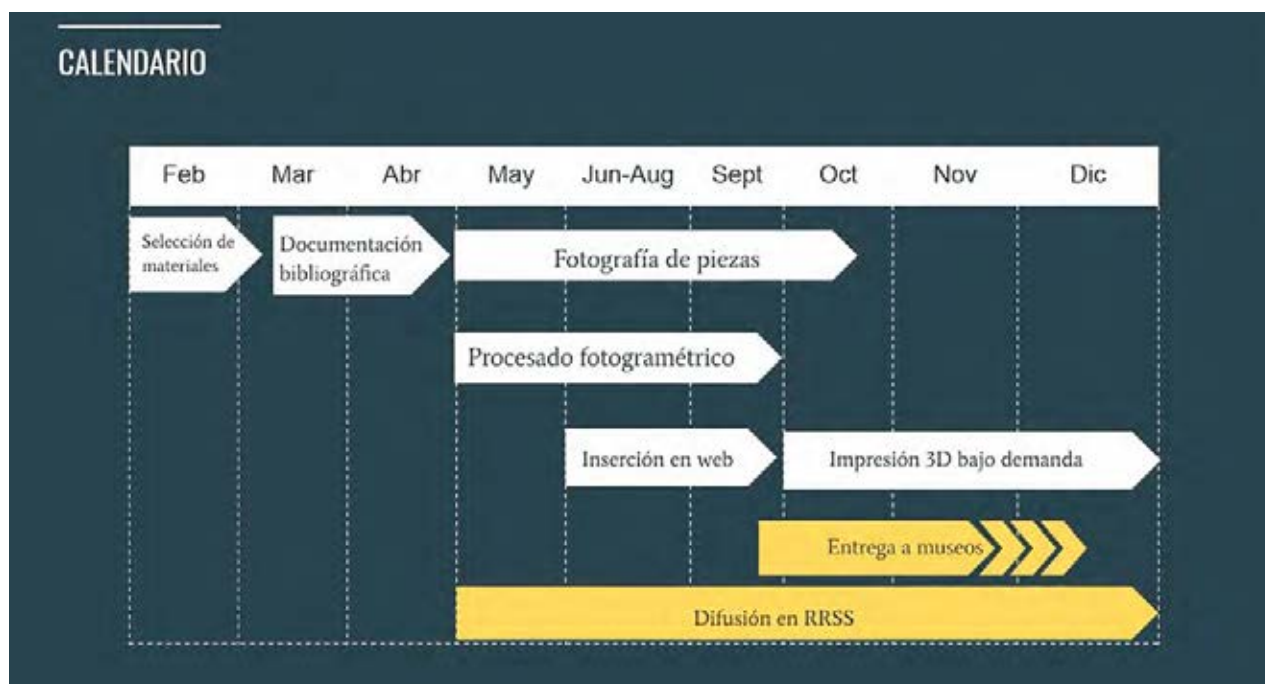 CALENDARIO
Feb Mar Abr May Jun-Aug Sept Oct Nov Dic
Selección de
materiales
Documentación
bibliográfica
Fotografía de piezas
Procesado fotogramétrico
Inserción en web
Impresión 3D bajo demanda
Entrega a museos
Difusión en RRSS